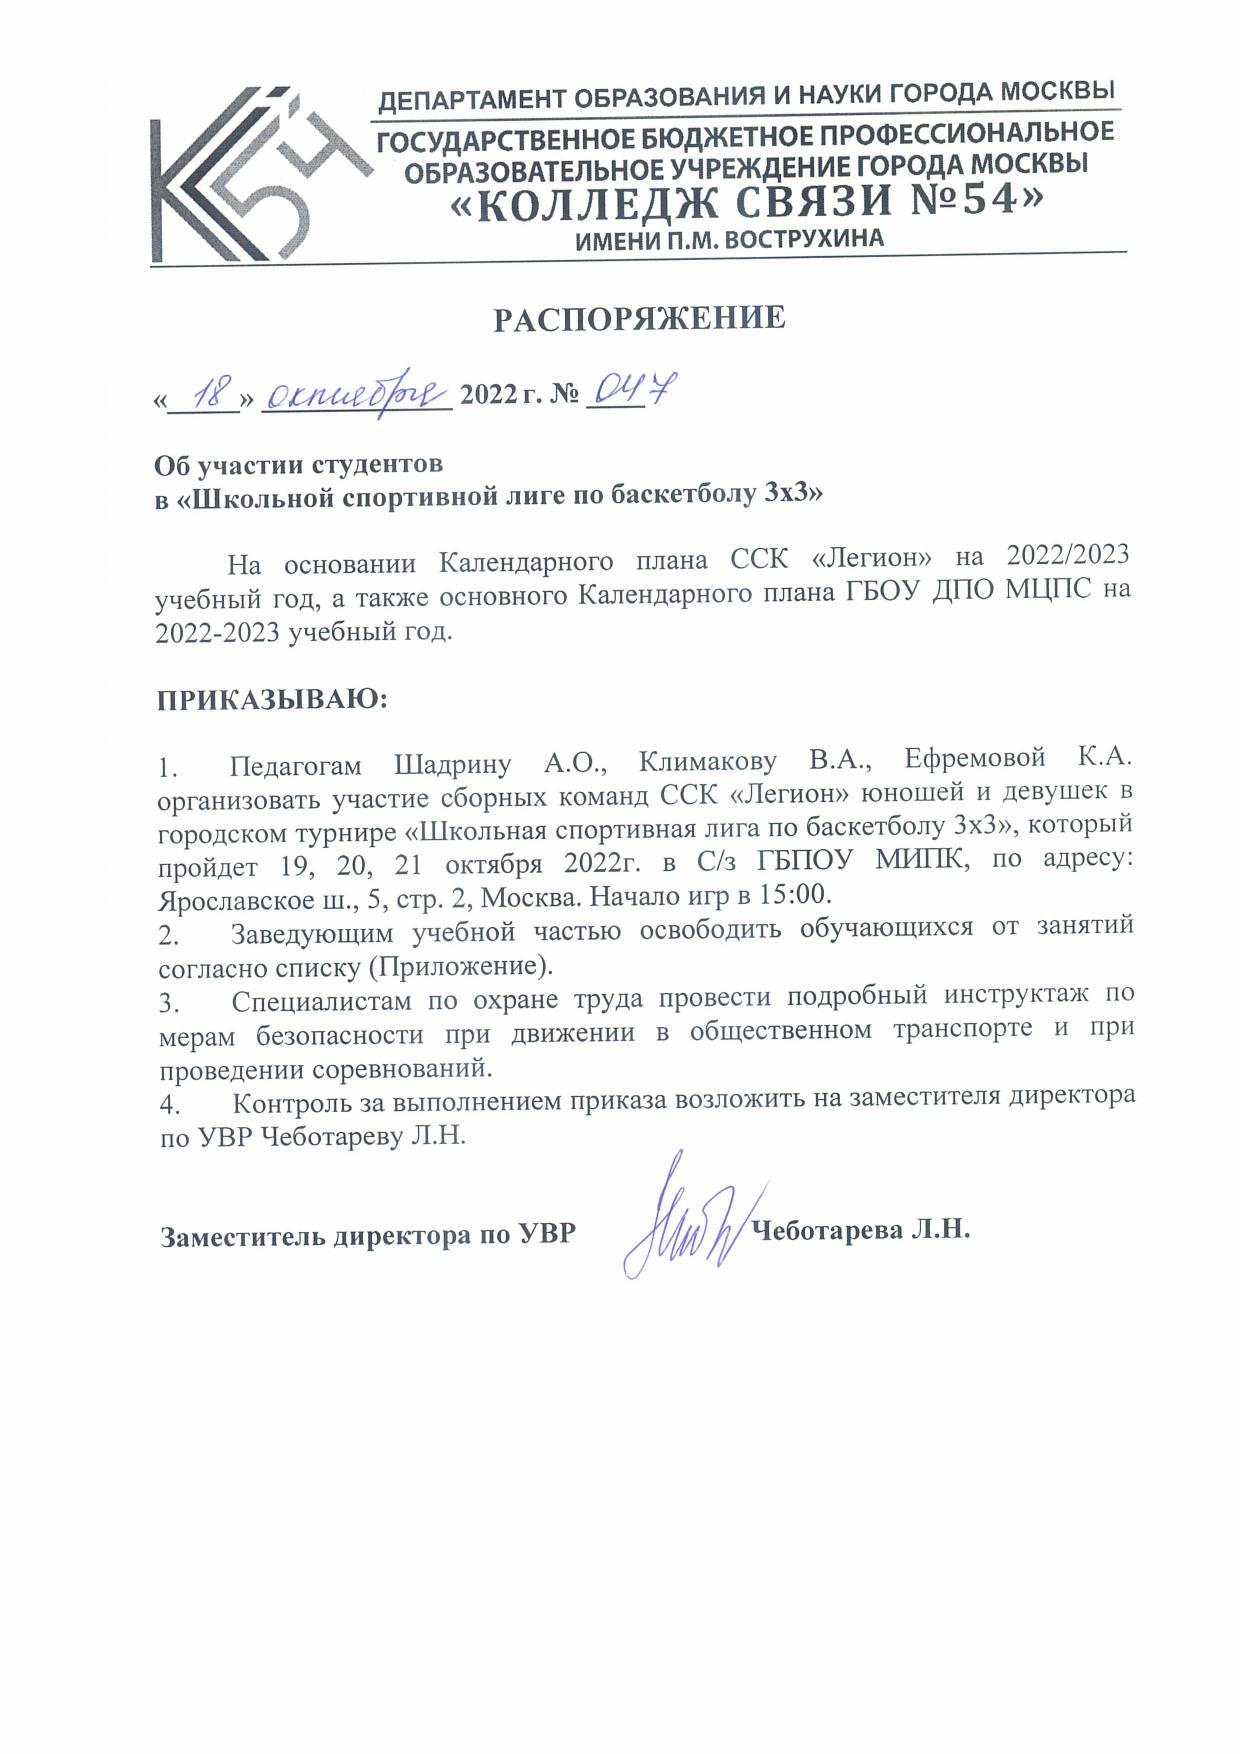 К54
ДЕПАРТАМЕНТ ОБРАЗОВАНИЯ И НАУКИ ГОРОДА МОСКВЫ
ГОСУДАРСТВЕННОЕ БЮДЖЕТНОЕ ПРОФЕССИОНАЛЬНОЕ
ОБРАЗОВАТЕЛЬНОЕ УЧРЕЖДЕНИЕ ГОРОДА МОСКВЫ
«КОЛЛЕДЖ СВЯЗИ №54»
ИМЕНИ П.М. ВОСТРУХИНА
РАСПОРЯЖЕНИЕ
« 18 » октября 2022 г. № 047
Об участии студентов
в «Школьной спортивной лиге по баскетболу 3х3»
На основании Календарного плана ССК «Легион» на 2022/2023
учебный год, а также основного Календарного плана ГБОУ ДПО МЦПС на
2022-2023 учебный год.
ПРИКАЗЫВАЮ:
1. Педагогам Шадрину А.О., Климакову В.А., Ефремовой К.А.
организовать участие сборных команд ССК «Легион» юношей и девушек в
городском турнире «Школьная спортивная лига по баскетболу 3х3», который
пройдет 19, 20, 21 октября 2022г. в С/з ГБПОУ МИПК, по адресу:
Ярославское ш., 5, стр. 2, Москва. Начало игр в 15:00.
2. Заведующим учебной частью освободить обучающихся от занятий
согласно списку (Приложение).
3. Специалистам по охране труда провести подробный инструктаж по
мерам безопасности при движении в общественном транспорте и при
проведении соревнований.
4. Контроль за выполнением приказа возложить на заместителя директора
по УВР Чеботареву Л.Н.
Заместитель директора по УВР Чеботарева Л.Н.